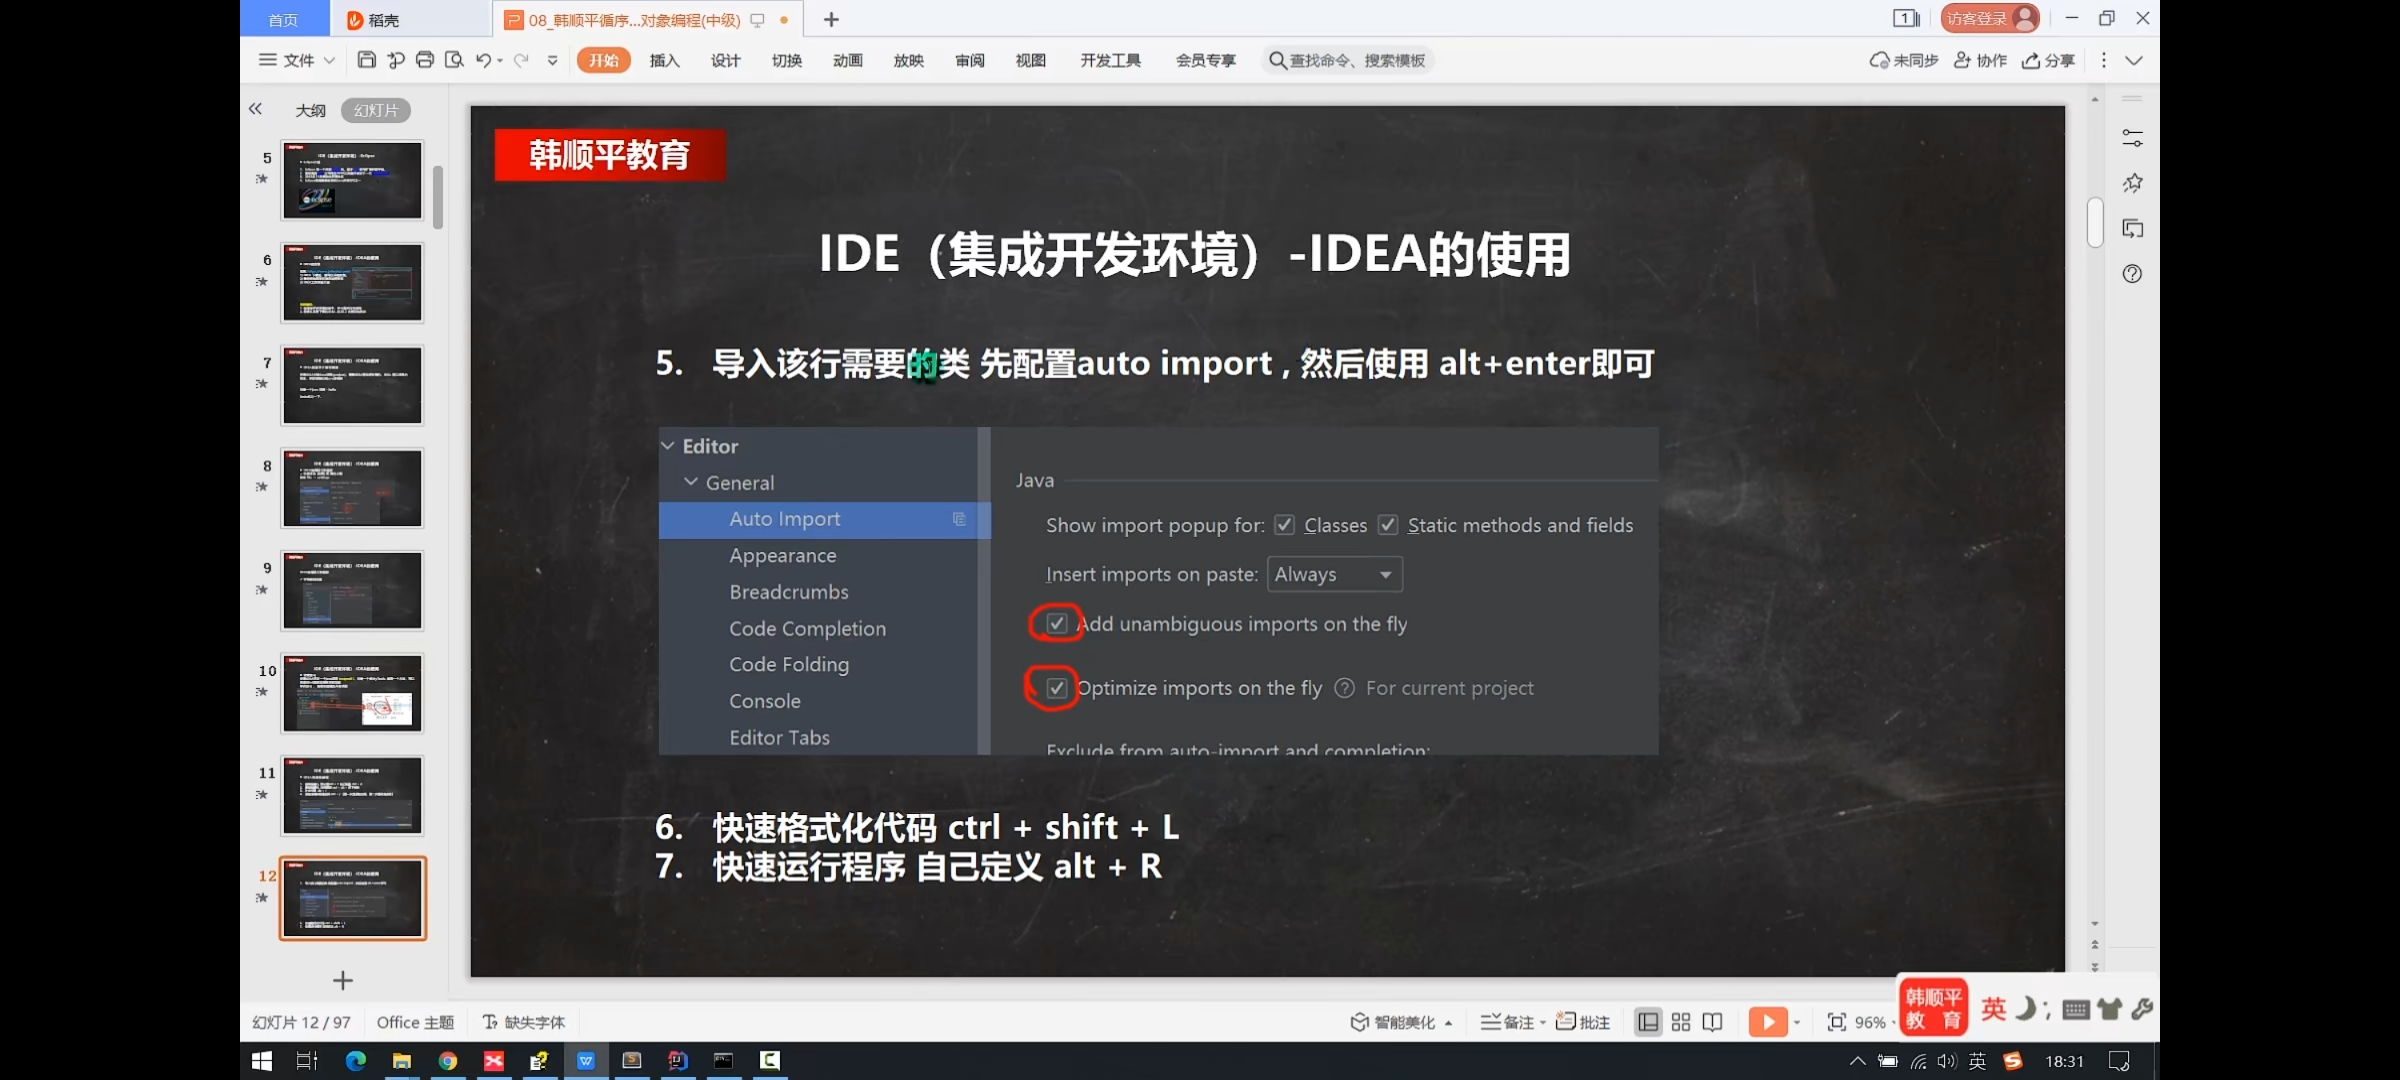 首页
稻壳
08_韩顺平循序...对象编程(中级)
访客登录
文件
开始
插入
设计
切换
动画
放映
审阅
视图
开发工具
会员专享
查找命令、搜索模板
未同步
协作
分享
大纲
幻灯片
5
6
7
8
9
10
11
12
韩顺平教育
IDE（集成开发环境）-IDEA的使用
5. 导入该行需要的类 先配置auto import , 然后使用 alt+enter即可
Editor
General
Auto Import
Appearance
Breadcrumbs
Code Completion
Code Folding
Console
Editor Tabs
Java
Show import popup for: Classes Static methods and fields
Insert imports on paste: Always
Add unambiguous imports on the fly
Optimize imports on the fly ? For current project
Exclude from auto-import and completion:
6. 快速格式化代码 ctrl + shift + L
7. 快速运行程序 自己定义 alt + R
幻灯片 12 / 97
Office 主题
缺失字体
智能美化
备注
批注
96%
韩顺平
教育
英
英
18:31